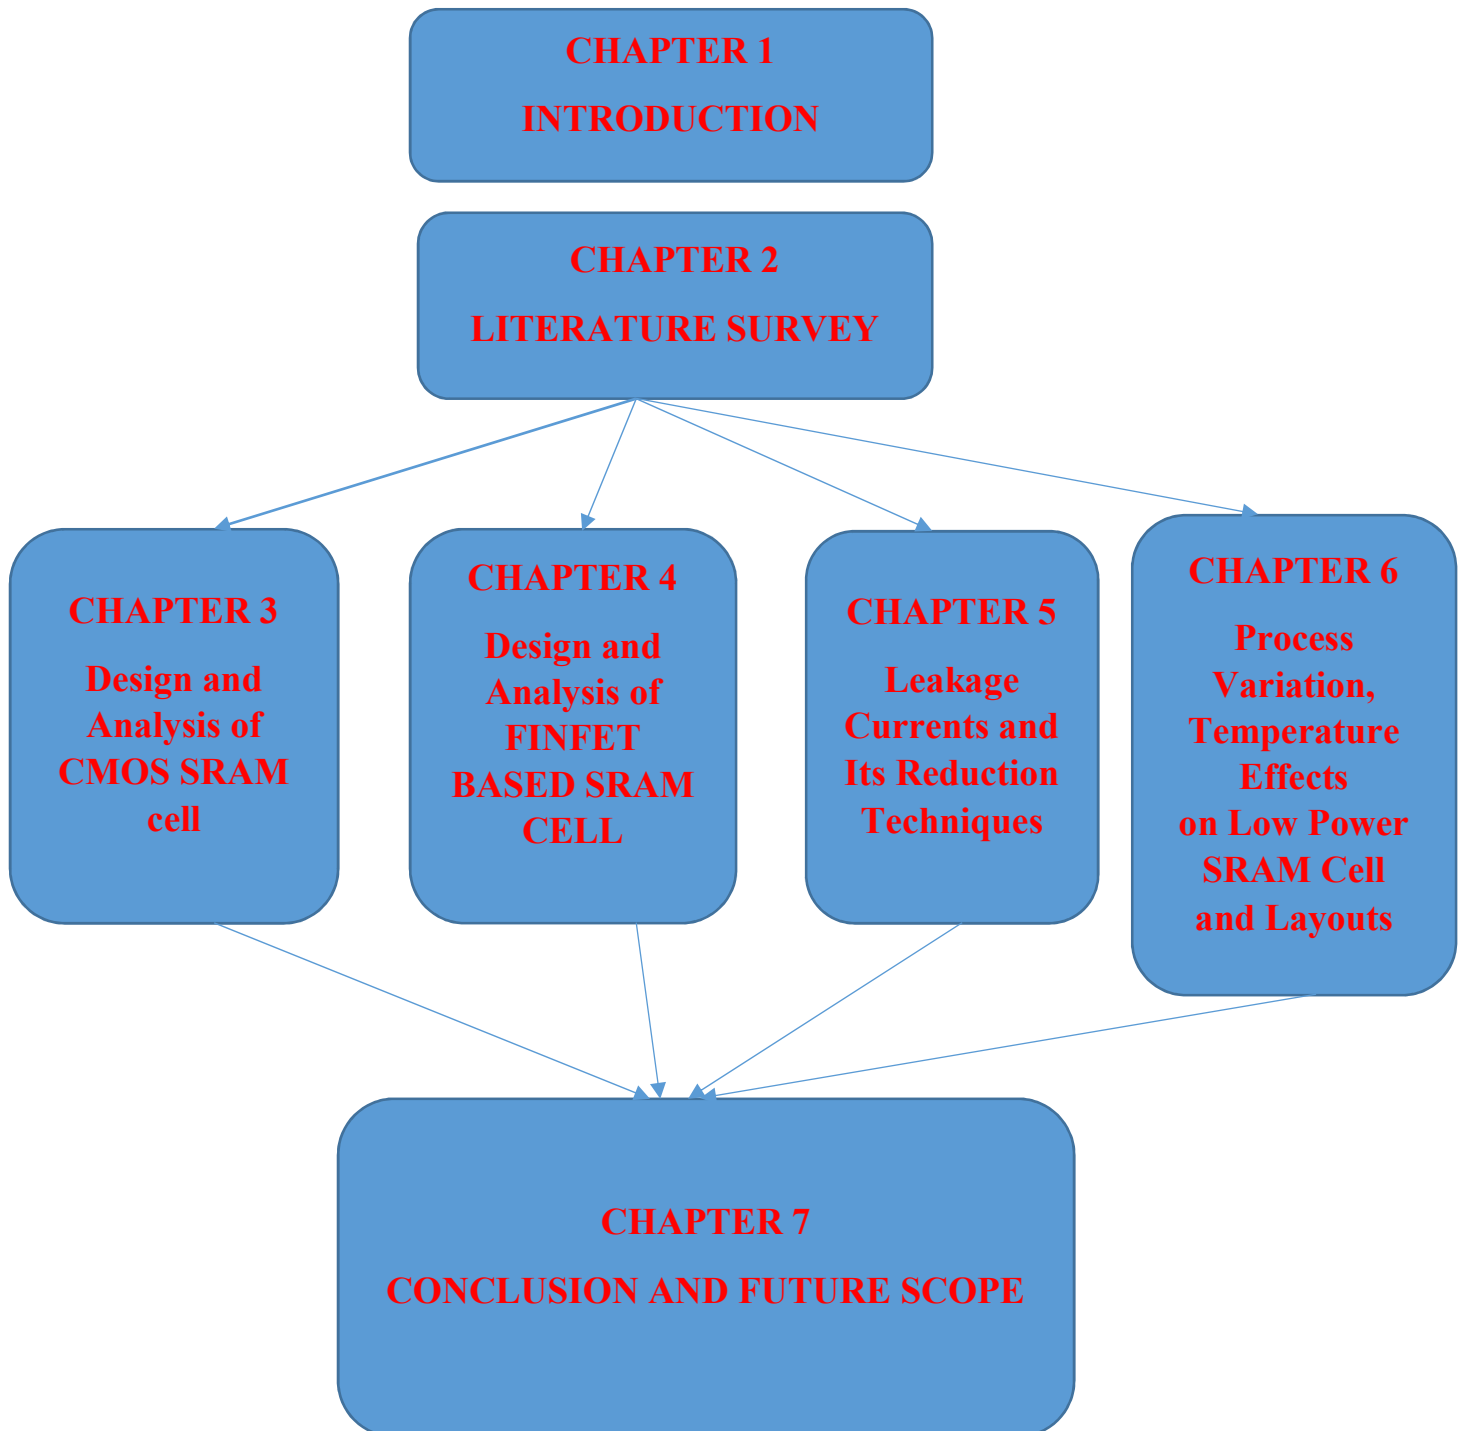 CHAPTER 1
INTRODUCTION
CHAPTER 2
LITERATURE SURVEY
CHAPTER 3
Design and
Analysis of
CMOS SRAM
cell
CHAPTER 4
Design and
Analysis of
FINFET
BASED SRAM
CELL
CHAPTER 5
Leakage
Currents and
Its Reduction
Techniques
CHAPTER 6
Process
Variation,
Temperature
Effects
on Low Power
SRAM Cell
and Layouts
CHAPTER 7
CONCLUSION AND FUTURE SCOPE